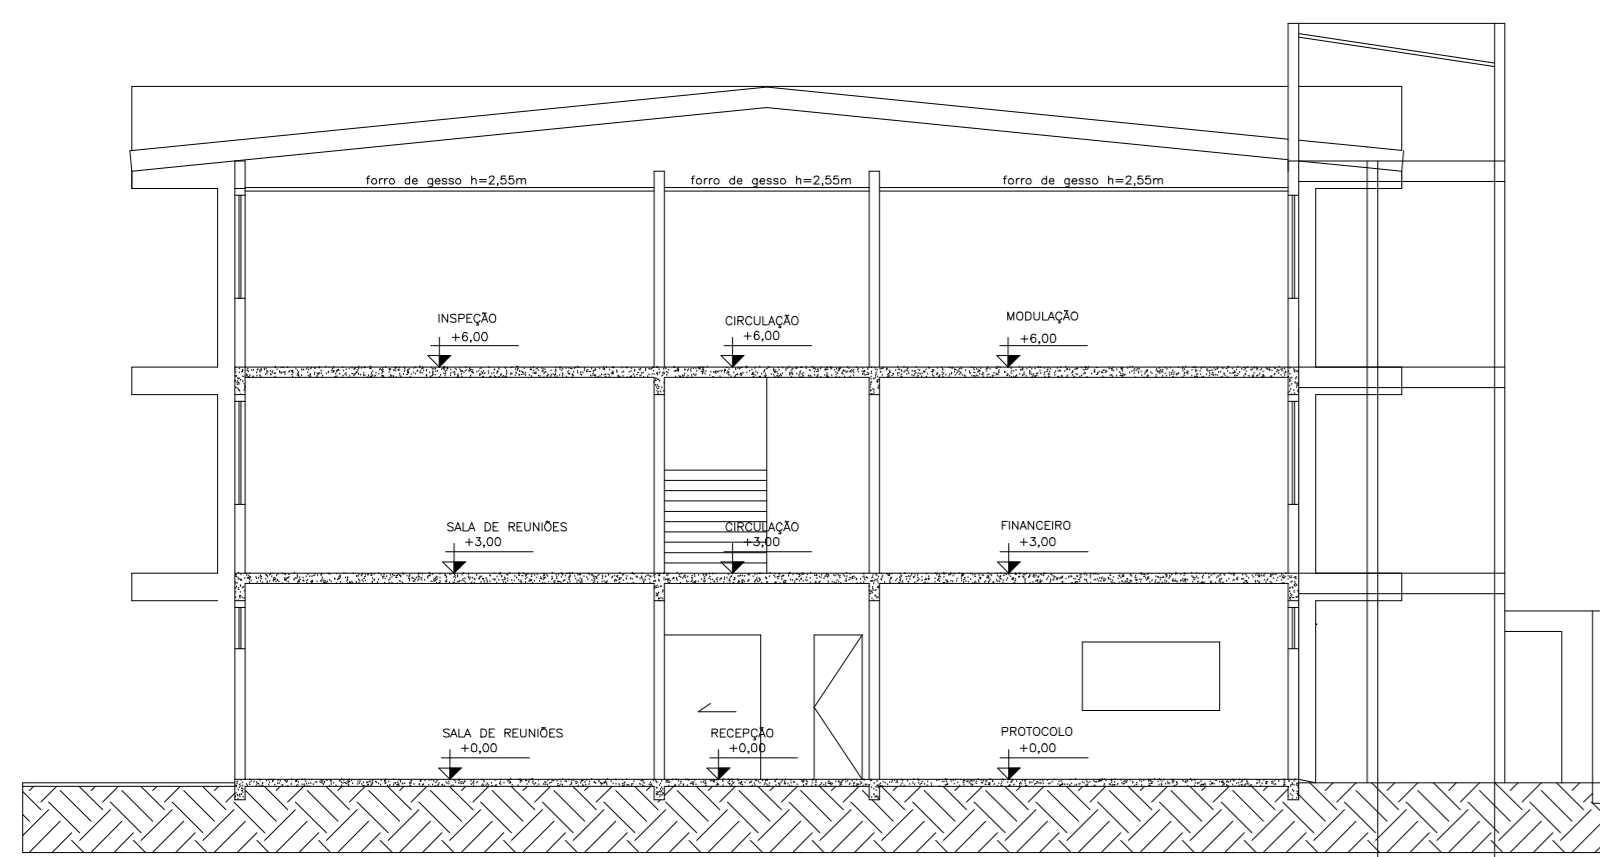 forro de gesso h=2,55m
forro de gesso h=2,55m
forro de gesso h=2,55m
INSPEÇÃO
+6,00
CIRCULAÇÃO
+6,00
MODULAÇÃO
+6,00
SALA DE REUNIÕES
+3,00
CIRCULAÇÃO
+3,00
FINANCEIRO
+3,00
SALA DE REUNIÕES
+0,00
RECEPÇÃO
+0,00
PROTOCOLO
+0,00